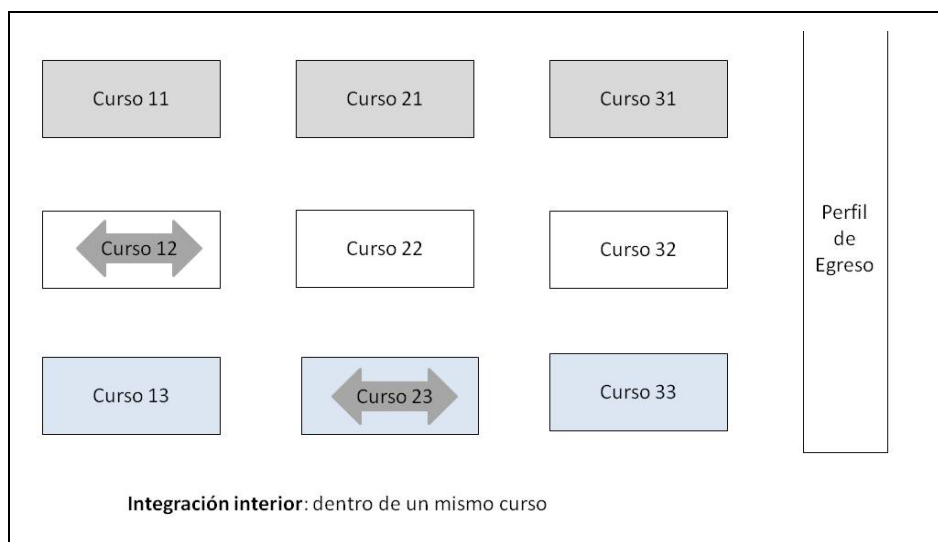 Curso 11
Curso 21
Curso 31
Curso 12
Curso 22
Curso 32
Perfil
de
Egreso
Curso 13
Curso 23
Curso 33
Integración interior: dentro de un mismo curso